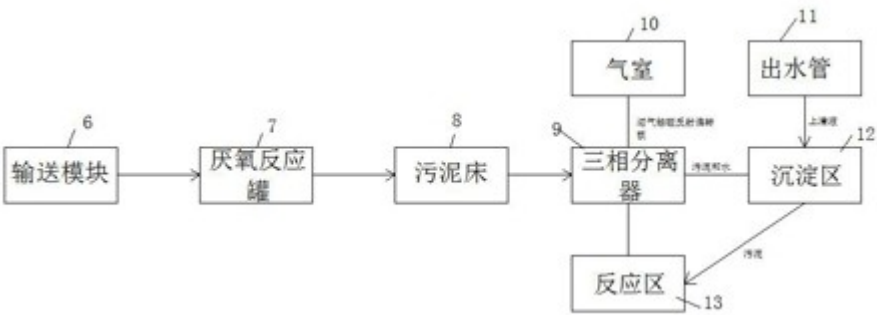 10
11
气室
出水管
6
7
8
9
12
上清液
输送模块
厌氧反应
罐
污泥床
三相分离
器
污泥和水
沉淀区
污泥
反应区
13